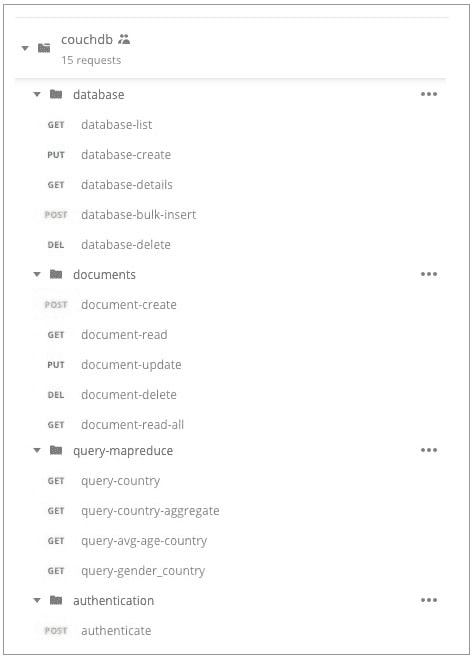 couchdb
15 requests
database
GET database-list
PUT database-create
GET database-details
POST database-bulk-insert
DEL database-delete
documents
POST document-create
GET document-read
PUT document-update
DEL document-delete
GET document-read-all
query-mapreduce
GET query-country
GET query-country-aggregate
GET query-avg-age-country
GET query-gender_country
authentication
POST authenticate